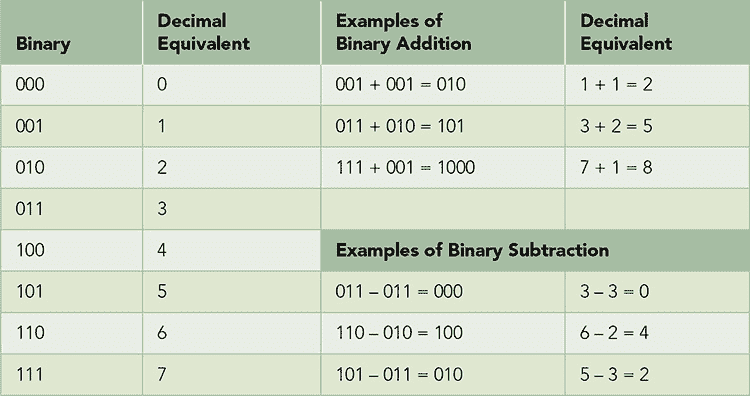 Binary Decimal Equivalent Examples of Binary Addition Decimal Equivalent
000 0 001 + 001 = 010 1 + 1 = 2
001 1 011 + 010 = 101 3 + 2 = 5
010 2 111 + 001 = 1000 7 + 1 = 8
011 3
100 4 Examples of Binary Subtraction
101 5 011 – 011 = 000 3 – 3 = 0
110 6 110 – 010 = 100 6 – 2 = 4
111 7 101 – 011 = 010 5 – 3 = 2